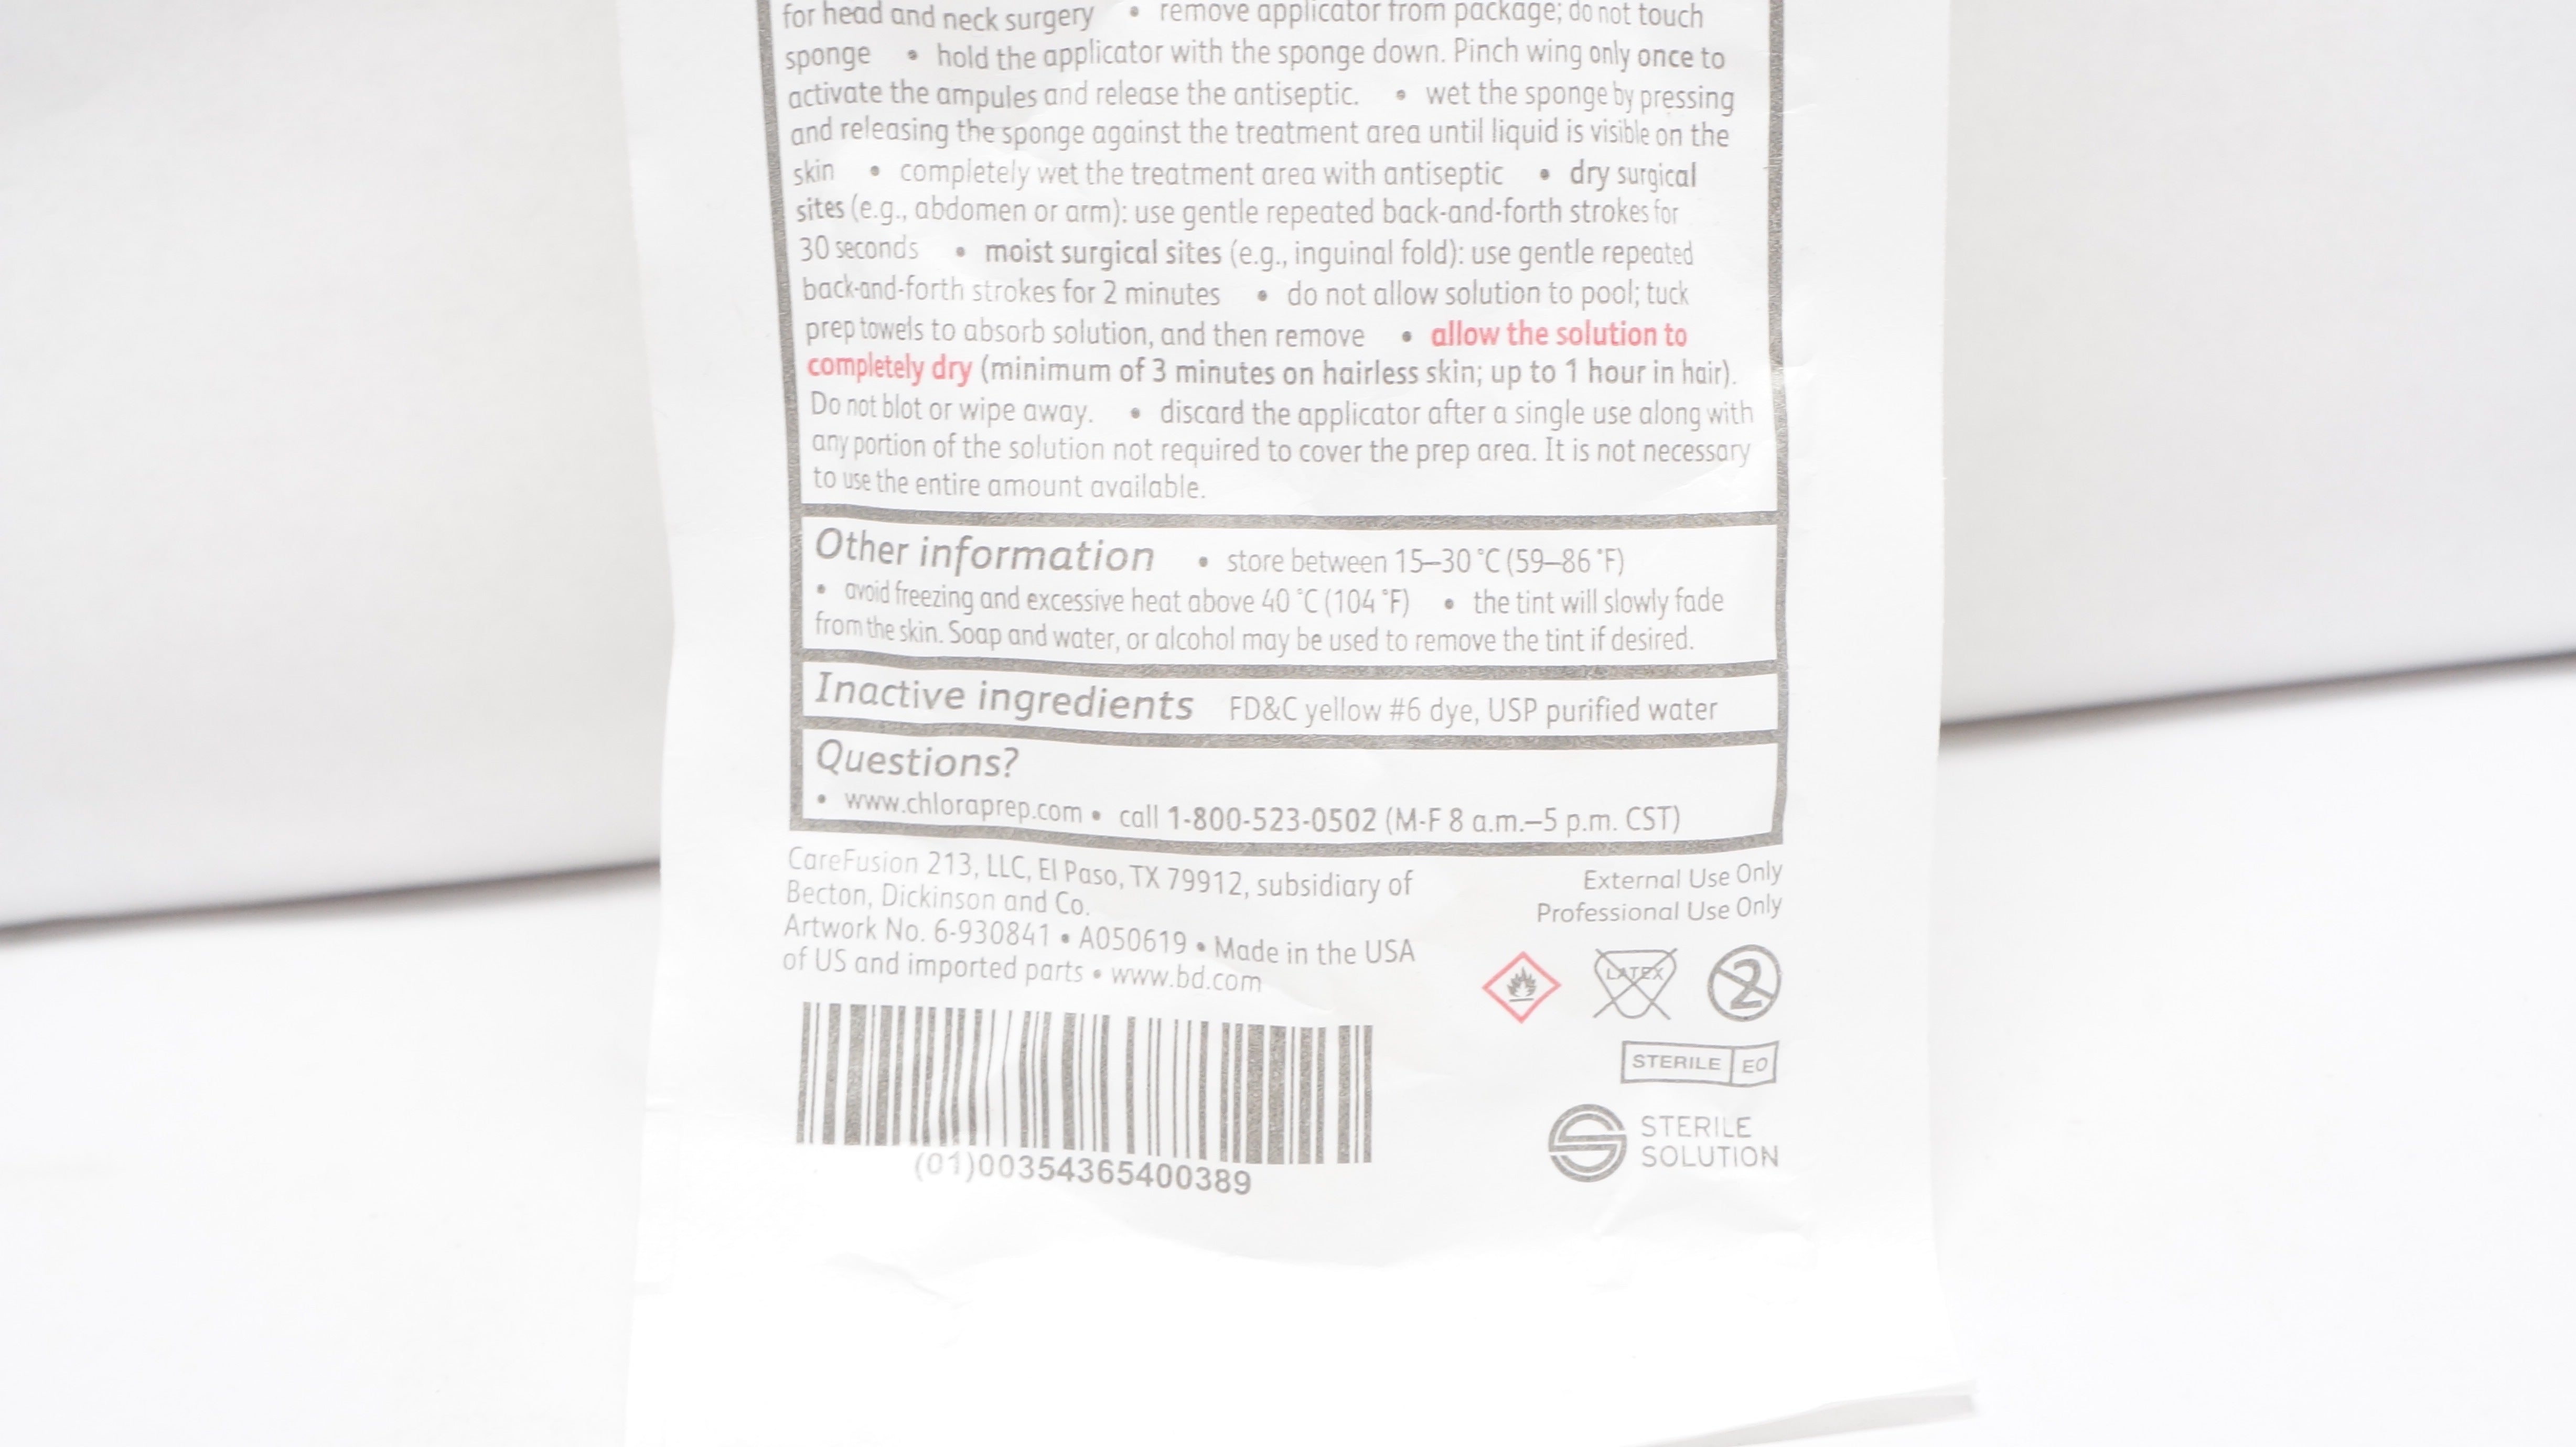 for head and neck surgery • remove applicator from package; do not touch
sponge • hold the applicator with the sponge down. Pinch wing only once to
activate the ampules and release the antiseptic. • wet the sponge by pressing
and releasing the sponge against the treatment area until liquid is visible on the
skin • completely wet the treatment area with antiseptic • dry surgical
sites (e.g., abdomen or arm): use gentle repeated back-and-forth strokes for
30 seconds • moist surgical sites (e.g., inguinal fold): use gentle repeated
back-and-forth strokes for 2 minutes • do not allow solution to pool; tuck
prep towels to absorb solution, and then remove • allow the solution to
completely dry (minimum of 3 minutes on hairless skin; up to 1 hour in hair).
Do not blot or wipe away. • discard the applicator after a single use along with
any portion of the solution not required to cover the prep area. It is not necessary
to use the entire amount available.
Other information • store between 15–30 °C (59–86 °F)
• avoid freezing and excessive heat above 40 °C (104 °F) • the tint will slowly fade
from the skin. Soap and water, or alcohol may be used to remove the tint if desired.
Inactive ingredients FD&C yellow #6 dye, USP purified water
Questions?
• www.chloraprep.com • call 1-800-523-0502 (M-F 8 a.m.–5 p.m. CST)
CareFusion 213, LLC, El Paso, TX 79912, subsidiary of
Becton, Dickinson and Co.
Artwork No. 6-930841 • A050619 • Made in the USA
of US and imported parts • www.bd.com
External Use Only
Professional Use Only
LATEX
2
STERILE EO
STERILE
SOLUTION
(01)00354365400389